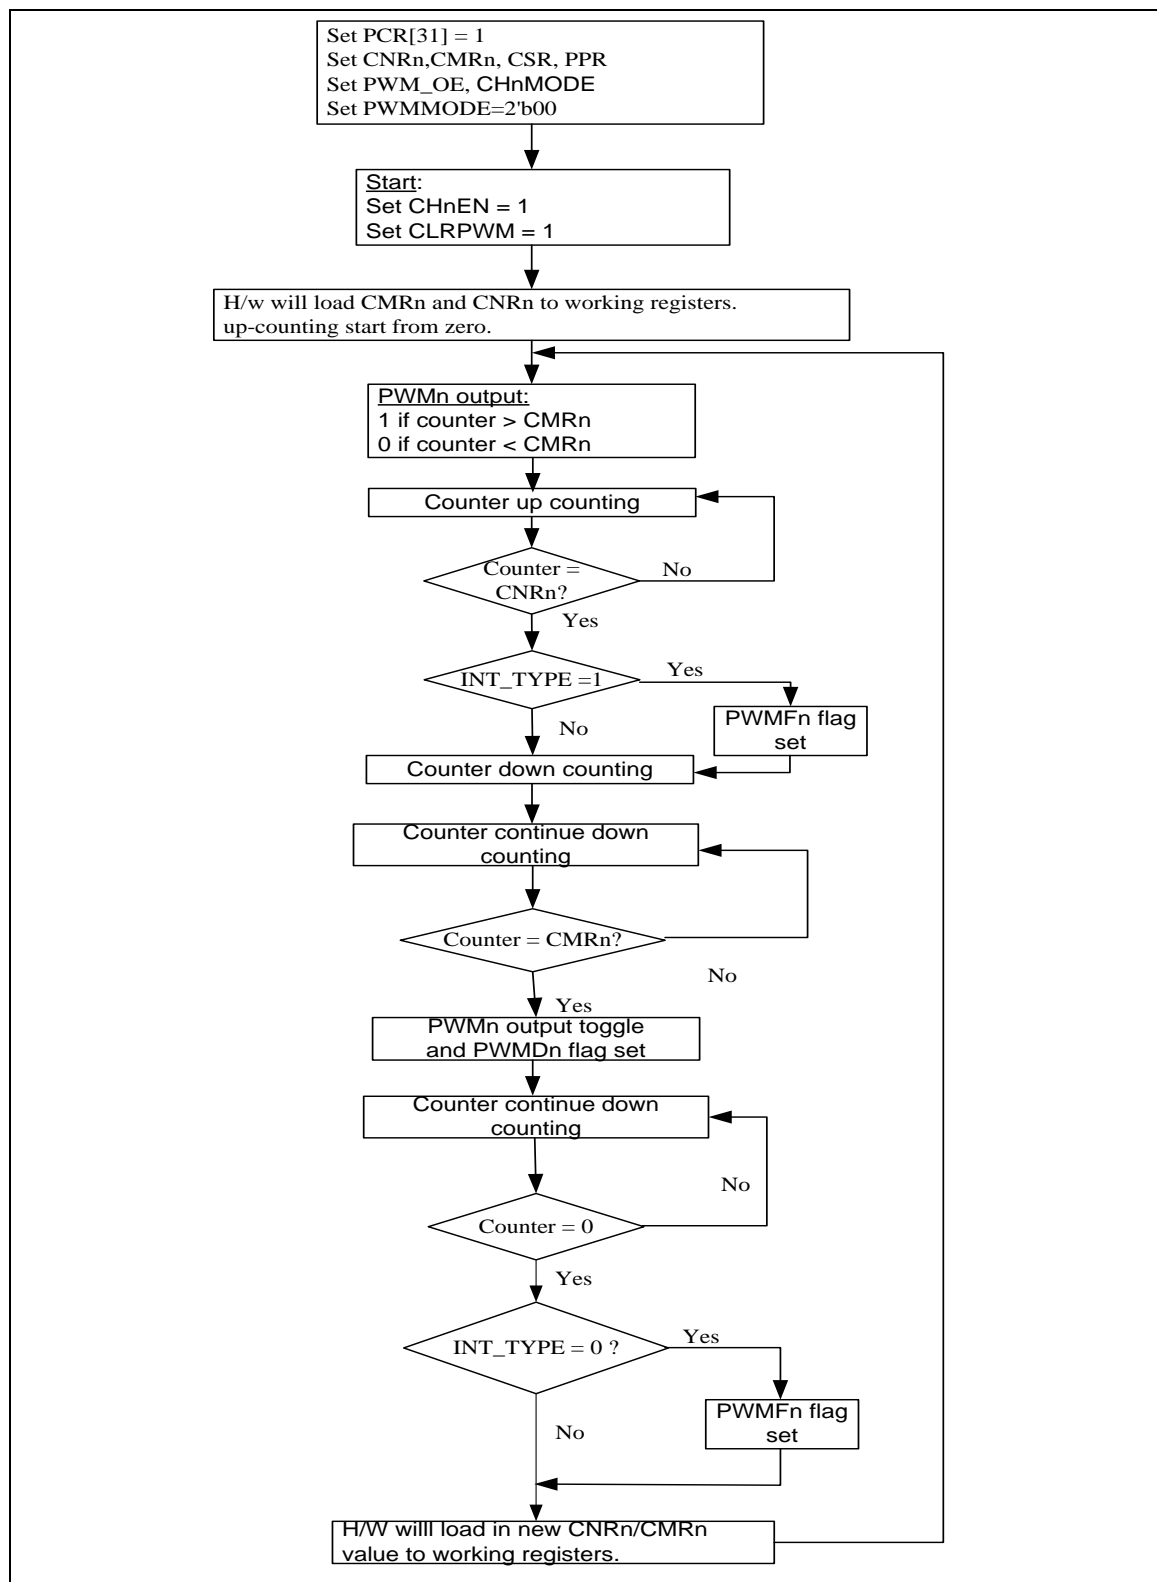 Set PCR[31] = 1
Set CNRn,CMRn, CSR, PPR
Set PWM_OE, CHnMODE
Set PWMMODE=2'b00
Start:
Set CHnEN = 1
Set CLRPWM = 1
H/w will load CMRn and CNRn to working registers.
up-counting start from zero.
PWMn output:
1 if counter > CMRn
0 if counter < CMRn
Counter up counting
Counter =
CNRn?
No
Yes
INT_TYPE =1
Yes
PWMFn flag
set
No
Counter down counting
Counter continue down
counting
Counter = CMRn?
No
Yes
PWMn output toggle
and PWMDn flag set
Counter continue down
counting
No
Counter = 0
Yes
INT_TYPE = 0 ?
Yes
PWMFn flag
set
No
H/W willl load in new CNRn/CMRn
value to working registers.